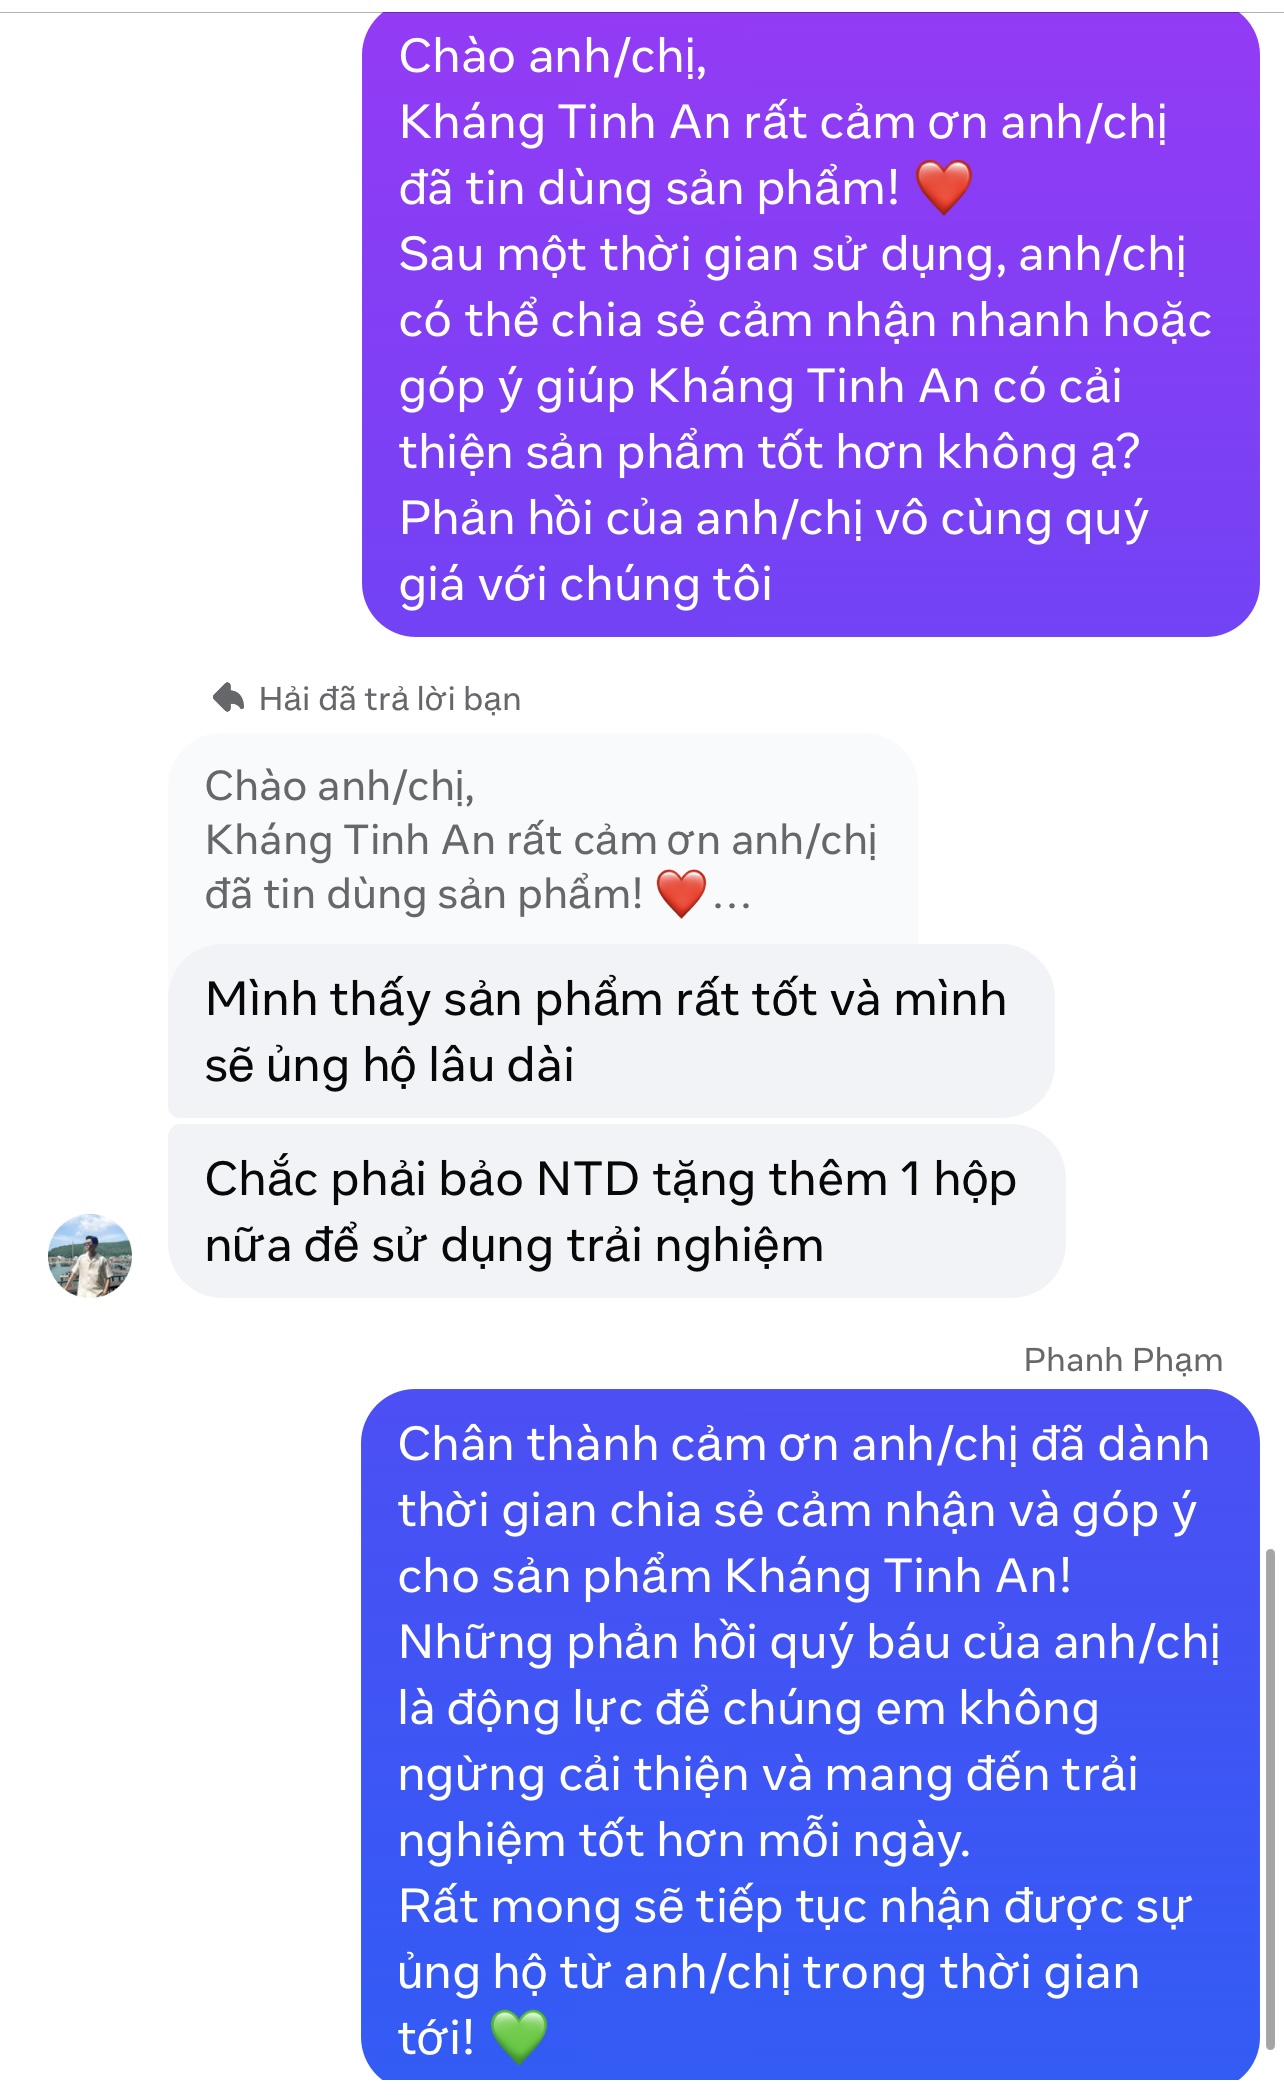 Chào anh/chị,
Kháng Tinh An rất cảm ơn anh/chị
đã tin dùng sản phẩm! ❤️
Sau một thời gian sử dụng, anh/chị
có thể chia sẻ cảm nhận nhanh hoặc
góp ý giúp Kháng Tinh An có cải
thiện sản phẩm tốt hơn không ạ?
Phản hồi của anh/chị vô cùng quý
giá với chúng tôi
Hải đã trả lời bạn
Chào anh/chị,
Kháng Tinh An rất cảm ơn anh/chị
đã tin dùng sản phẩm! ❤️...
Mình thấy sản phẩm rất tốt và mình
sẽ ủng hộ lâu dài
Chắc phải bảo NTD tặng thêm 1 hộp
nữa để sử dụng trải nghiệm
Phanh Phạm
Chân thành cảm ơn anh/chị đã dành
thời gian chia sẻ cảm nhận và góp ý
cho sản phẩm Kháng Tinh An!
Những phản hồi quý báu của anh/chị
là động lực để chúng em không
ngừng cải thiện và mang đến trải
nghiệm tốt hơn mỗi ngày.
Rất mong sẽ tiếp tục nhận được sự
ủng hộ từ anh/chị trong thời gian
tới! 💚